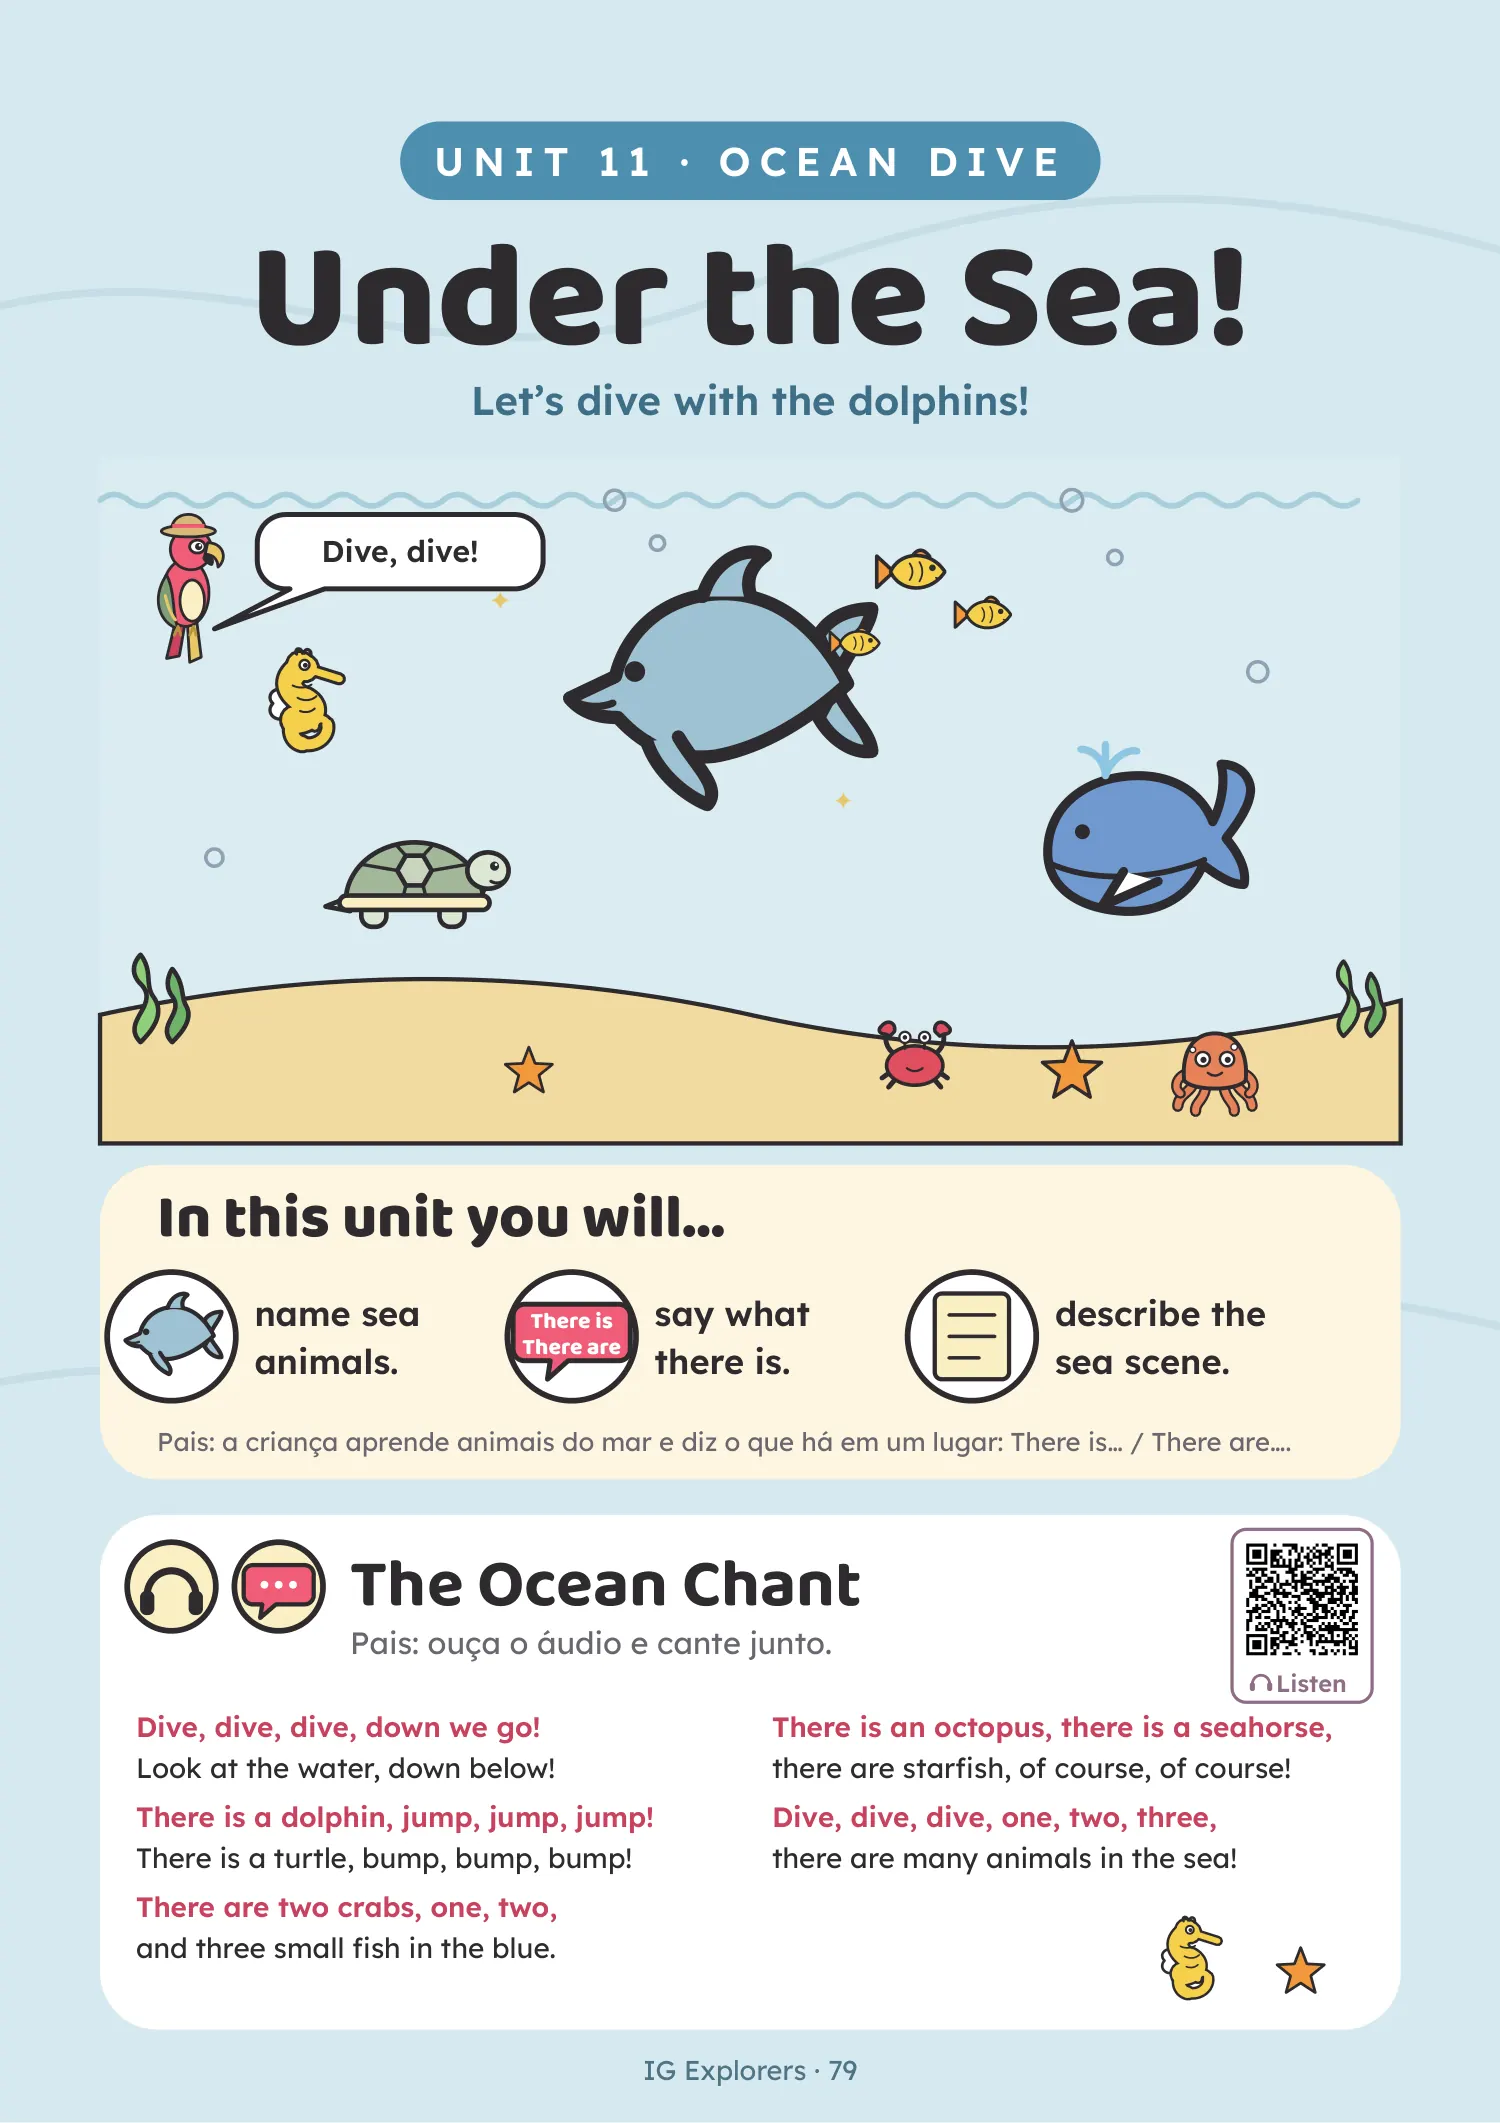 UNIT 11 · OCEAN DIVE
Under the Sea!
Let’s dive with the dolphins!
Dive, dive!
In this unit you will...
name sea
animals.
There is
There are
say what
there is.
describe the
sea scene.
Pais: a criança aprende animais do mar e diz o que há em um lugar: There is... / There are....
The Ocean Chant
Pais: ouça o áudio e cante junto.
Listen
Dive, dive, dive, down we go!
Look at the water, down below!
There is a dolphin, jump, jump, jump!
There is a turtle, bump, bump, bump!
There are two crabs, one, two,
and three small fish in the blue.
There is an octopus, there is a seahorse,
there are starfish, of course, of course!
Dive, dive, dive, one, two, three,
there are many animals in the sea!
IG Explorers · 79